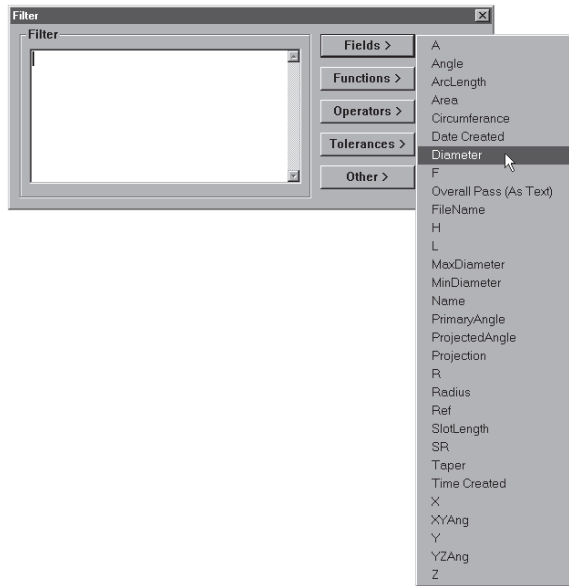 Filter
Filter
Fields >
Functions >
Operators >
Tolerances >
Other >
A
Angle
ArcLength
Area
Circumferance
Date Created
Diameter
F
Overall Pass (As Text)
FileName
H
L
MaxDiameter
MinDiameter
Name
PrimaryAngle
ProjectedAngle
Projection
R
Radius
Ref
SlotLength
SR
Taper
Time Created
X
XYAng
Y
YZAng
Z